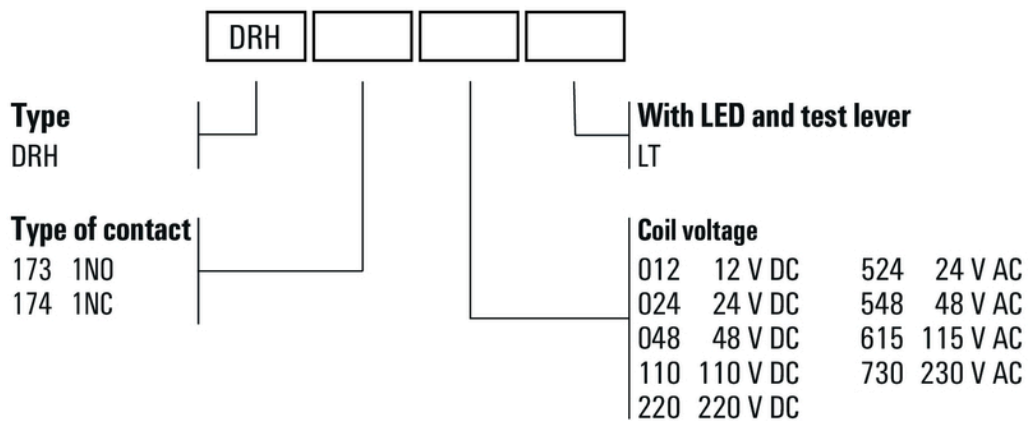 DRH
Type
DRH
With LED and test lever
LT
Type of contact
173 1NO
174 1NC
Coil voltage
012 12 V DC 524 24 V AC
024 24 V DC 548 48 V AC
048 48 V DC 615 115 V AC
110 110 V DC 730 230 V AC
220 220 V DC